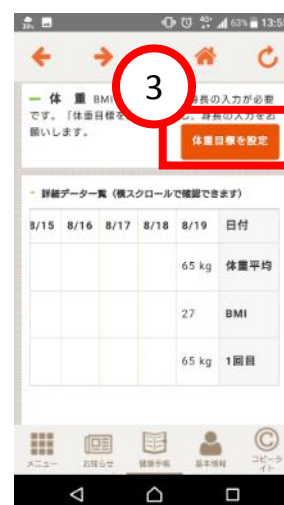 63% 13:55
3
体 重 BMI 身長の入力が必要
です。「体重目標を し、身長の入力をお
願いします。
体重目標を設定
詳細データ一覧（横スクロールで確認できます）
8/15 8/16 8/17 8/18 8/19 日付
65 kg 体重平均
27 BMI
65 kg 1回目
メニュー お知らせ 健康手帳 基本情報 コピーライト